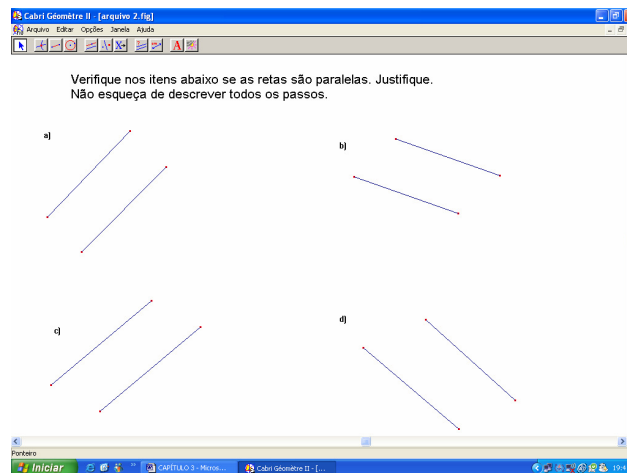 Cabri Géomètre II - [arquivo 2.fig]
Arquivo Editar Opções Janela Ajuda
Verifique nos itens abaixo se as retas são paralelas. Justifique.
Não esqueça de descrever todos os passos.
a)
b)
c)
d)
Ponteiro
Iniciar
CAPÍTULO 3 - Micros...
Cabri Geometre II - [...